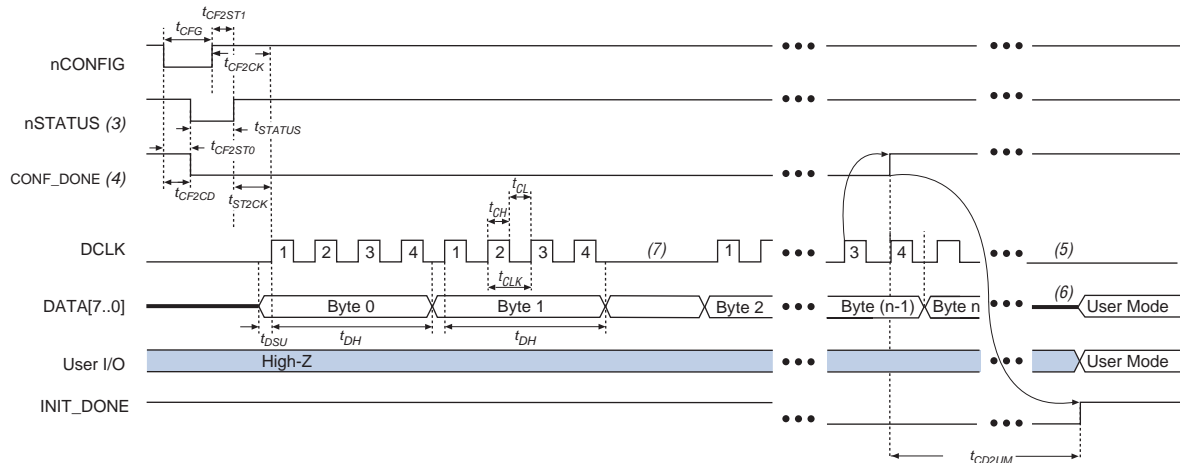 tCF2ST1
tCFG
nCONFIG
tCF2CK
nSTATUS (3)
tSTATUS
tCF2ST0
CONF_DONE (4)
tCF2CD
tST2CK
tCL
tCH
DCLK
1 2 3 4 1 2 3 4 (7) 1 3 4 (5)
tCLK
DATA[7..0]
Byte 0 Byte 1 Byte 2 Byte (n-1) Byte n (6) User Mode
tDSU
tDH
tDH
User I/O
High-Z
User Mode
INIT_DONE
tCD2UM